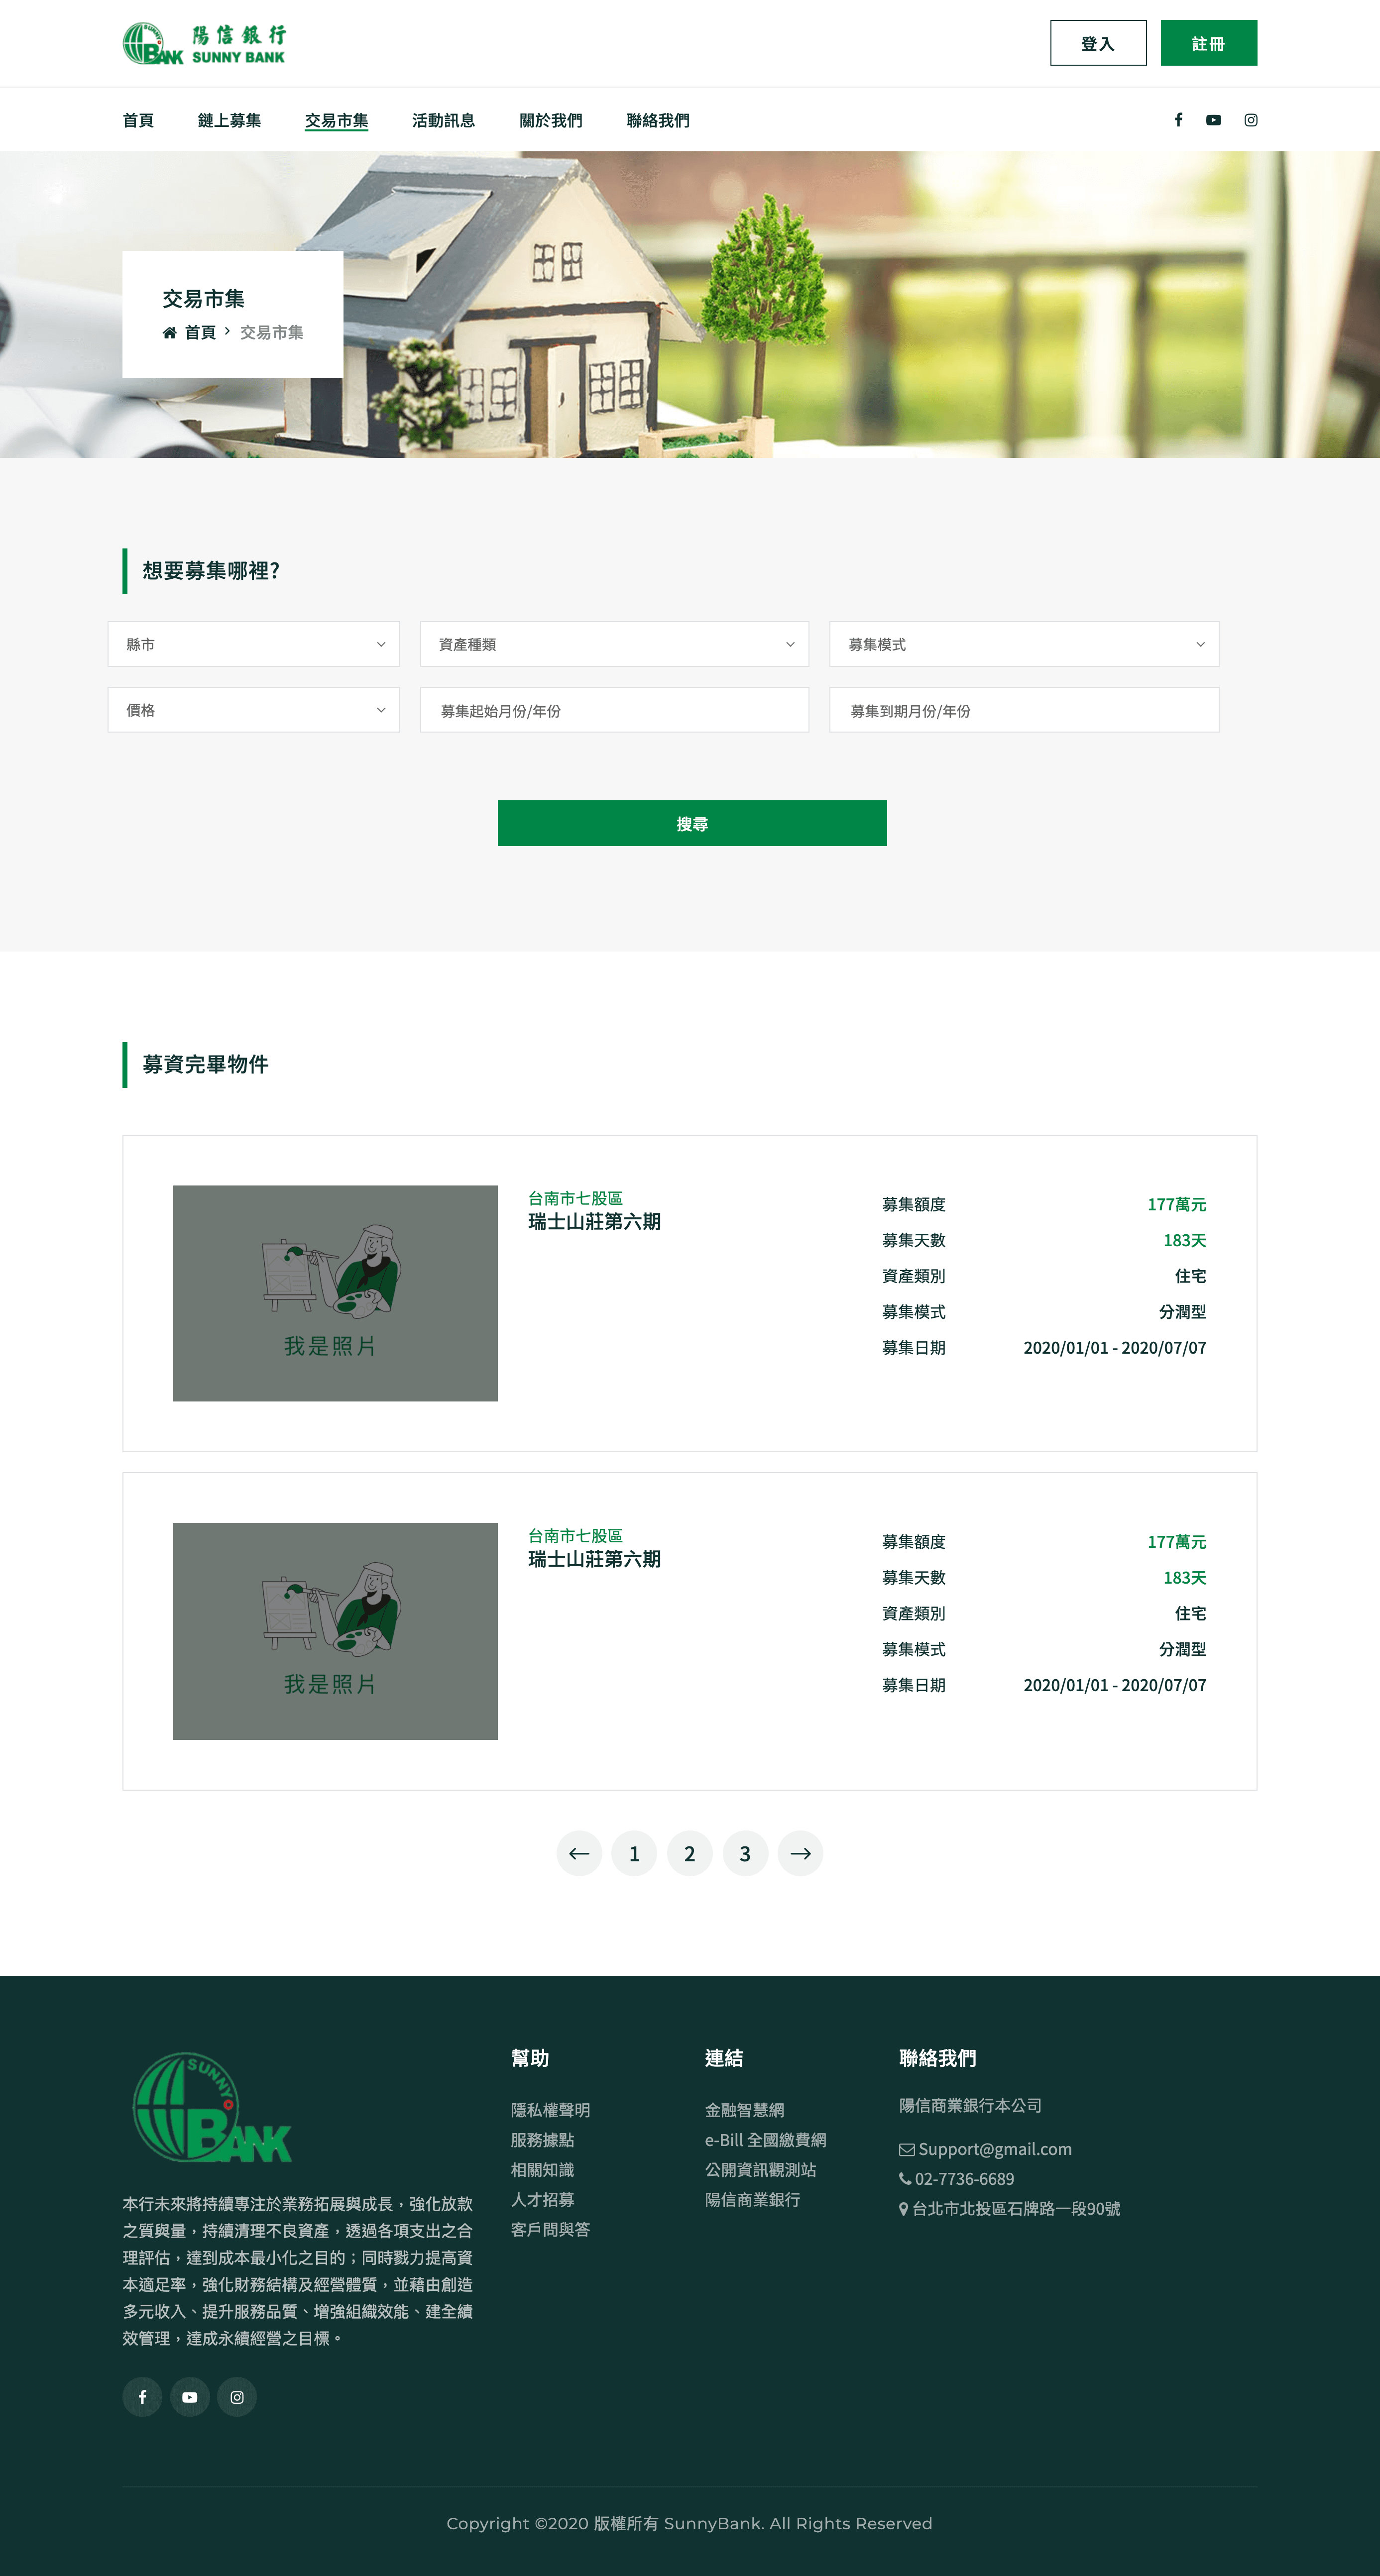 SUNNY
BANK
陽信銀行
SUNNY BANK
登入
註冊
首頁
鏈上募集
交易市集
活動訊息
關於我們
聯絡我們
交易市集
首頁 > 交易市集
想要募集哪裡?
縣市
資產種類
募集模式
價格
募集起始月份/年份
募集到期月份/年份
搜尋
募資完畢物件
我是照片
台南市七股區
瑞士山莊第六期
募集額度 177萬元
募集天數 183天
資產類別 住宅
募集模式 分潤型
募集日期 2020/01/01 - 2020/07/07
我是照片
台南市七股區
瑞士山莊第六期
募集額度 177萬元
募集天數 183天
資產類別 住宅
募集模式 分潤型
募集日期 2020/01/01 - 2020/07/07
1 2 3
SUNNY
BANK
本行未來將持續專注於業務拓展與成長，強化放款
之質與量，持續清理不良資產，透過各項支出之合
理評估，達到成本最小化之目的；同時戮力提高資
本適足率，強化財務結構及經營體質，並藉由創造
多元收入、提升服務品質、增強組織效能、建全績
效管理，達成永續經營之目標。
幫助
隱私權聲明
服務據點
相關知識
人才招募
客戶問與答
連結
金融智慧網
e-Bill 全國繳費網
公開資訊觀測站
陽信商業銀行
聯絡我們
陽信商業銀行本公司
Support@gmail.com
02-7736-6689
台北市北投區石牌路一段90號
Copyright ©2020 版權所有 SunnyBank. All Rights Reserved